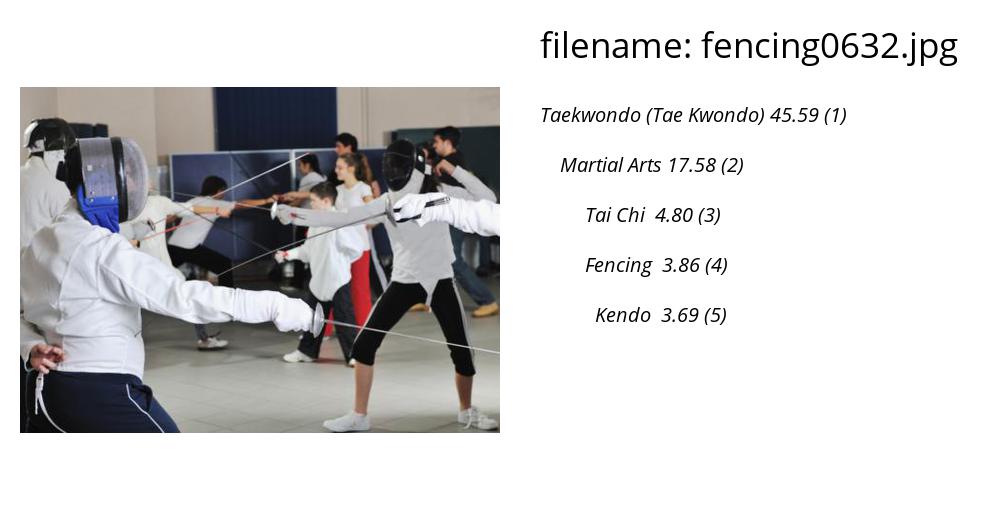 filename: fencing0632.jpg
Taekwondo (Tae Kwondo) 45.59 (1)
Martial Arts 17.58 (2)
Tai Chi  4.80 (3)
Fencing  3.86 (4)
Kendo  3.69 (5)